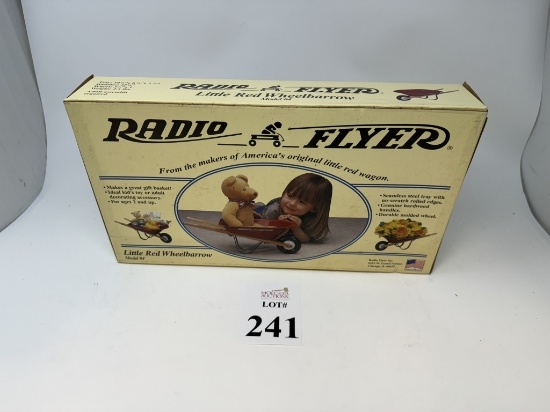 RADIO FLYER
Little Red Wheelbarrow
RADIO FLYER®
From the makers of America's original little red wagon.
• Makes a great gift basket!
• Ideal kid's toy or adult
decorating accessory.
• For ages 3 and up.
• Seamless steel tray with
no-scratch rolled edges.
• Genuine hardwood
handles.
• Durable molded wheel.
Little Red Wheelbarrow
LOT#
241